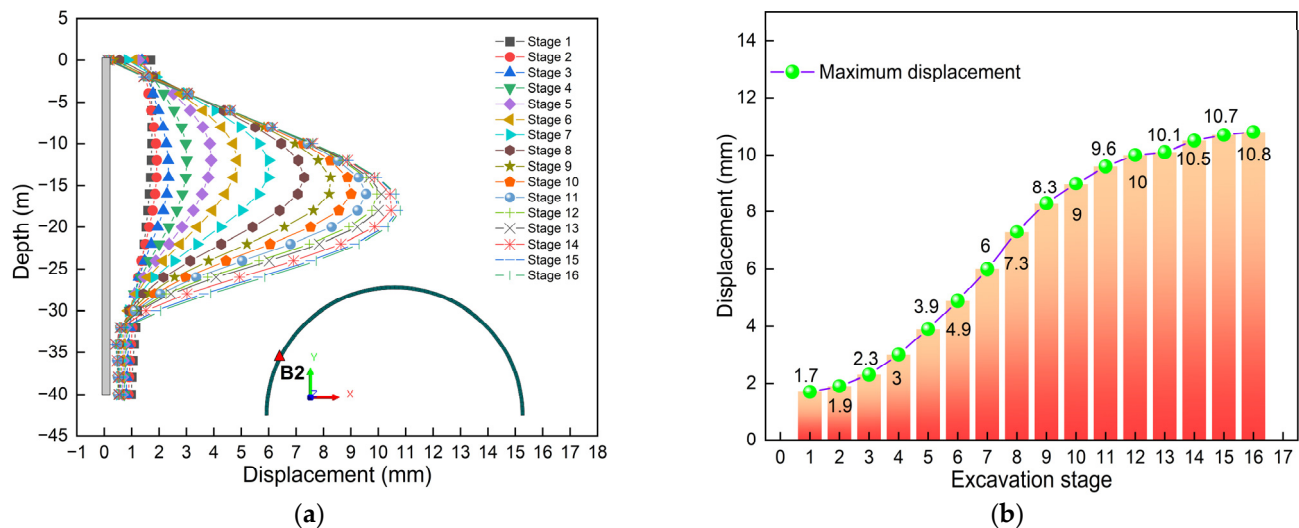 5
0
−5
−10
−15
−20
−25
−30
−35
−40
−45
Depth (m)
−1 0 1 2 3 4 5 6 7 8 9 10 11 12 13 14 15 16 17 18
Displacement (mm)
Stage 1
Stage 2
Stage 3
Stage 4
Stage 5
Stage 6
Stage 7
Stage 8
Stage 9
Stage 10
Stage 11
Stage 12
Stage 13
Stage 14
Stage 15
Stage 16
B2
Y
Z
X
(a)
14
12
10
8
6
4
2
0
Displacement (mm)
Maximum displacement
1.7
1.9
2.3
3
3.9
4.9
6
7.3
8.3
9
9.6
10
10.1
10.5
10.7
10.8
0 1 2 3 4 5 6 7 8 9 10 11 12 13 14 15 16 17
Excavation stage
(b)